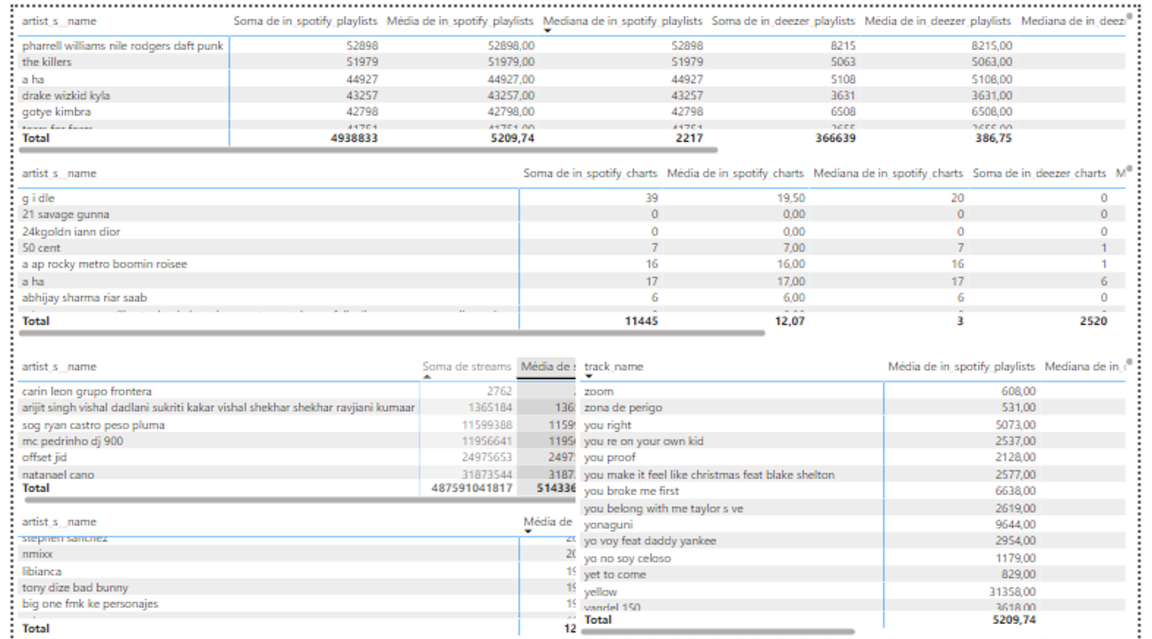 artist_s__name Soma de in_spotify_playlists Média de in_spotify_playlists Mediana de in_spotify_playlists Soma de in_deezer_playlists Média de in_deezer_playlists Mediana de in_deez
pharrell williams nile rodgers daft punk 52898 52898,00 52898 8215 8215,00
the killers 51979 51979,00 51979 5063 5063,00
a ha 44927 44927,00 44927 5108 5108,00
drake wizkid kyla 43257 43257,00 43257 3631 3631,00
gotye kimbra 42798 42798,00 42798 6508 6508,00
Total 4938833 5209,74 2217 366639 386,75
artist_s__name Soma de in_spotify_charts Média de in_spotify_charts Mediana de in_spotify_charts Soma de in_deezer_charts M
g i dle 39 19,50 20 0
21 savage gunna 0 0,00 0 0
24kgoldn iann dior 0 0,00 0 0
50 cent 7 7,00 7 1
a ap rocky metro boomin roisee 16 16,00 16 1
a ha 17 17,00 17 6
abhijay sharma riar saab 6 6,00 6 0
Total 11445 12,07 3 2520
artist_s__name Soma de streams Média de s
carin leon grupo frontera 2762
arijit singh vishal dadlani sukriti kakar vishal shekhar shekhar ravjiani kumaar 1365184 136
sog ryan castro peso pluma 11599388 1159
mc pedrinho dj 900 11956641 1195
offset jid 24975653 2497
natanael cano 31873544 3187
Total 487591041817 514336
artist_s__name Média de
stephen sanchez 20
nmixx 20
libianca 19
tony dize bad bunny 19
big one fmk ke personajes 19
Total 12
track_name Média de in_spotify_playlists Mediana de in_
zoom 608,00
zona de perigo 531,00
you right 5073,00
you re on your own kid 2537,00
you proof 2128,00
you make it feel like christmas feat blake shelton 2577,00
you broke me first 6638,00
you belong with me taylor s ve 2619,00
yonaguni 9644,00
yo voy feat daddy yankee 2954,00
yo no soy celoso 1179,00
yet to come 829,00
yellow 31358,00
yandel 150 3618,00
Total 5209,74